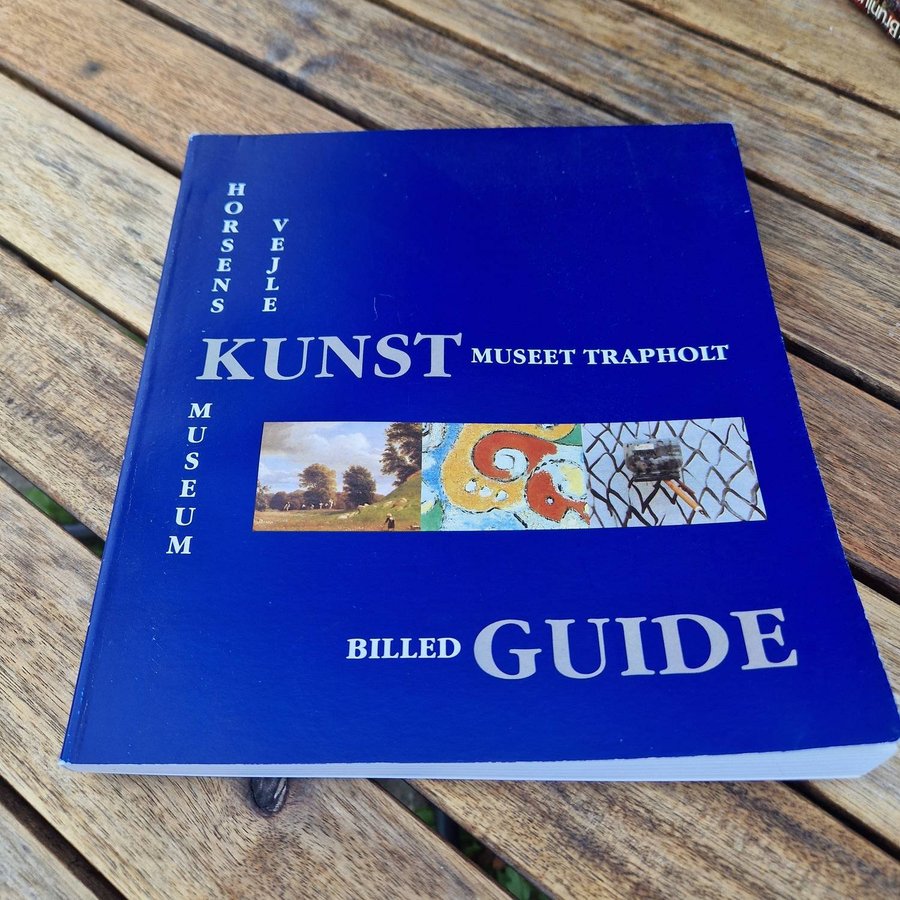 HORSENS
VEJLE
KUNST MUSEET TRAPHOLT
MUSEUM
BILLED GUIDE